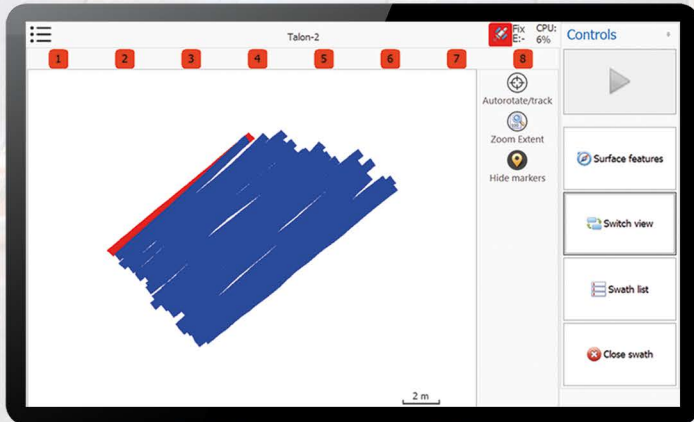 Talon-2
Fix
E:-
CPU:
6%
Controls
1 2 3 4 5 6 7 8
Autorotate/track
Zoom Extent
Hide markers
Surface features
Switch view
Swath list
Close swath
2 m